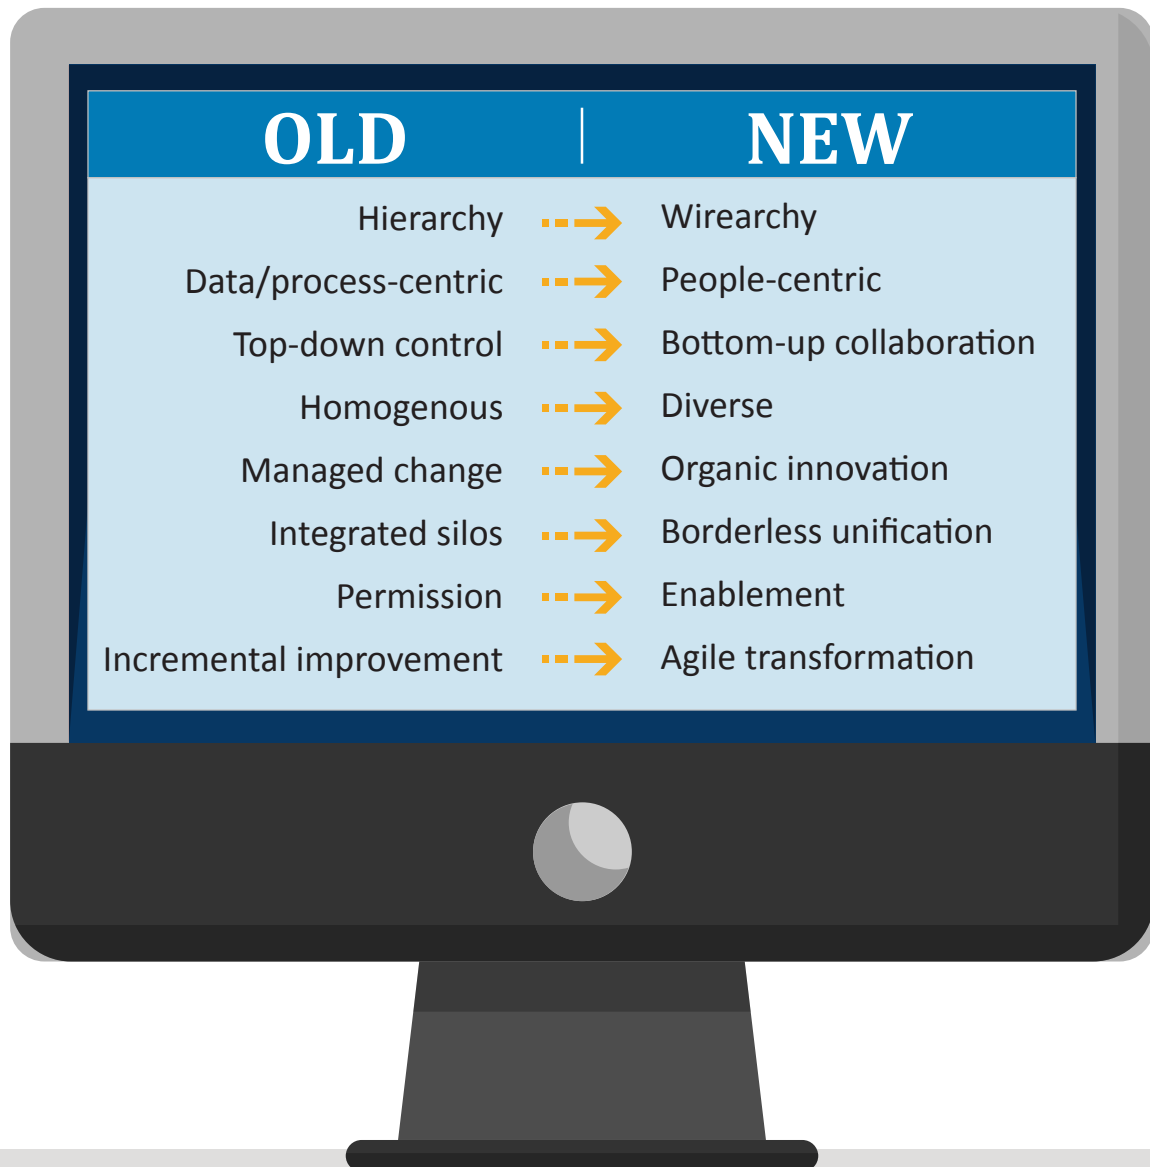 OLD NEW
Hierarchy Wirearchy
Data/process-centric People-centric
Top-down control Bottom-up collaboration
Homogenous Diverse
Managed change Organic innovation
Integrated silos Borderless unification
Permission Enablement
Incremental improvement Agile transformation